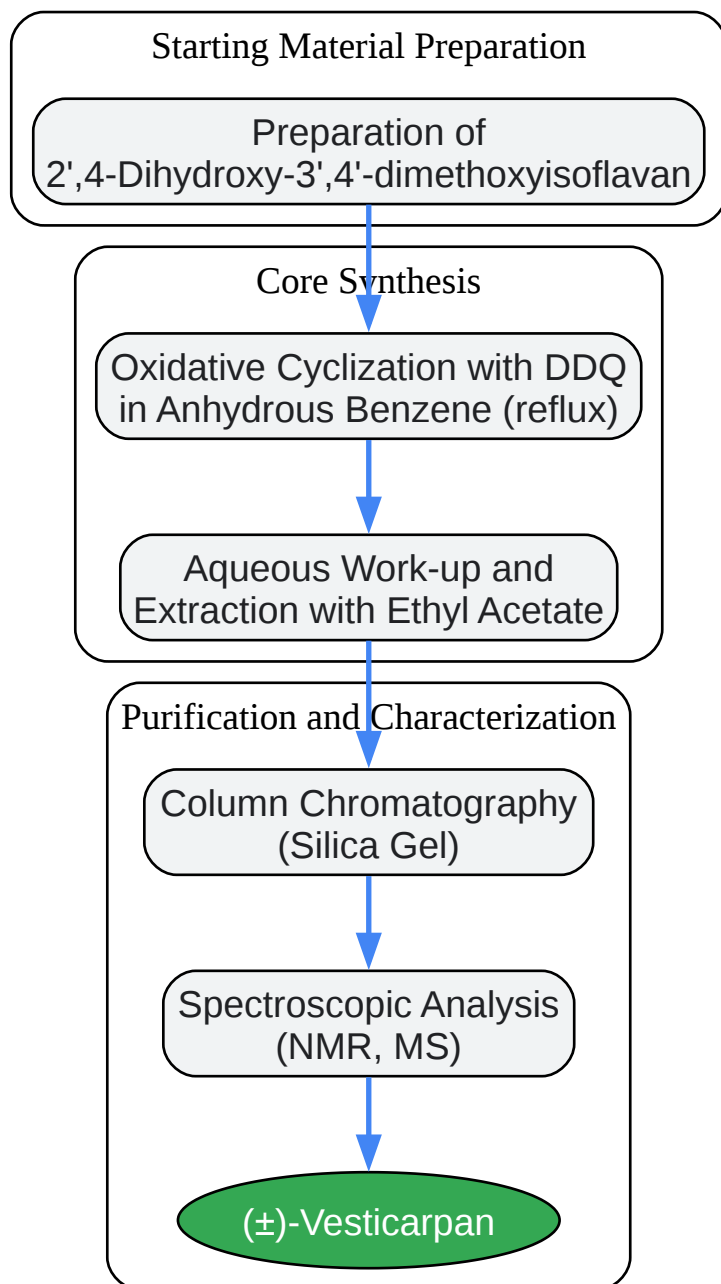 Starting Material Preparation
Preparation of
2',4-Dihydroxy-3',4'-dimethoxyisoflavan
Core Synthesis
Oxidative Cyclization with DDQ
in Anhydrous Benzene (reflux)
Aqueous Work-up and
Extraction with Ethyl Acetate
Purification and Characterization
Column Chromatography
(Silica Gel)
Spectroscopic Analysis
(NMR, MS)
(±)-Vesticarpan